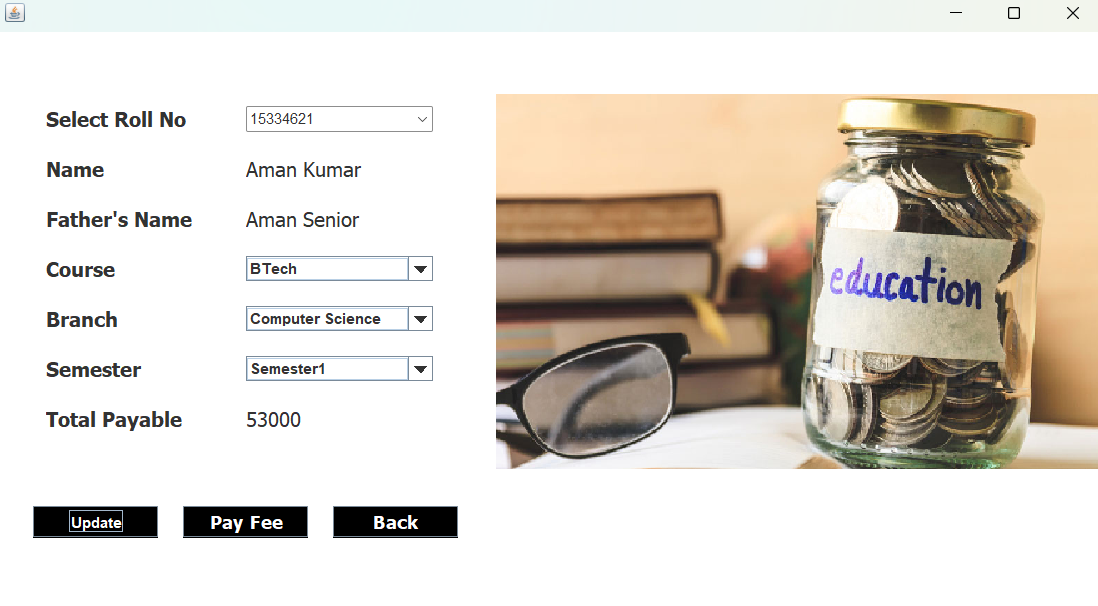 Select Roll No 15334621
Name Aman Kumar
Father's Name Aman Senior
Course BTech
Branch Computer Science
Semester Semester1
Total Payable 53000
Update Pay Fee Back
education